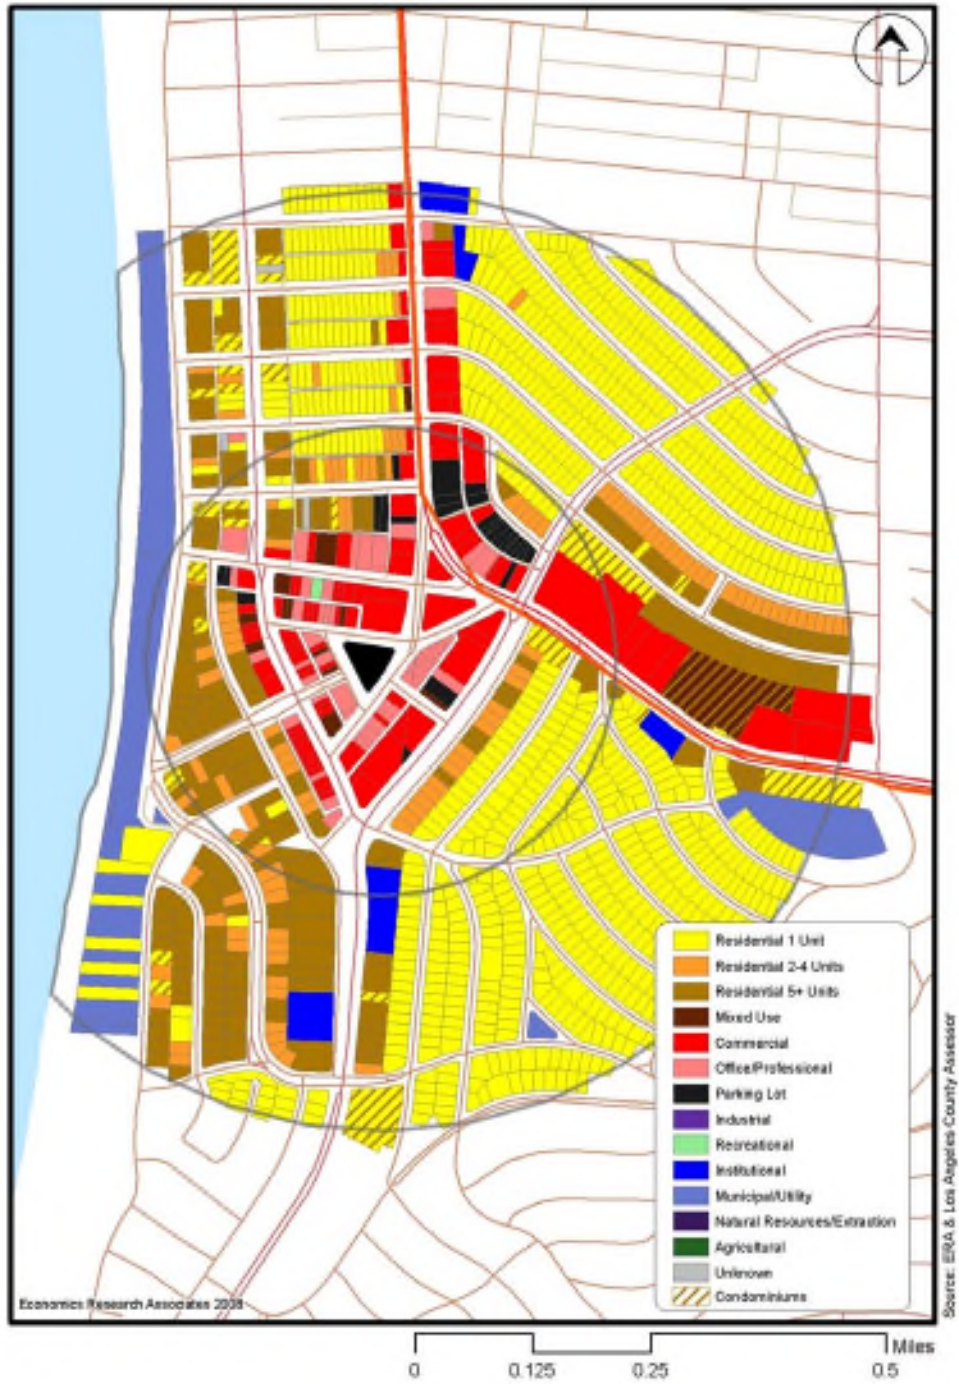 Residential 1 Unit
Residential 2-4 Units
Residential 5+ Units
Mixed Use
Commercial
Office/Professional
Parking Lot
Industrial
Recreational
Institutional
Municipal/Utility
Natural Resources/Extraction
Agricultural
Unknown
Condominiums
Economics Research Associates 2008
Source: ERA & Los Angeles County Assessor
Miles
0 0.125 0.25 0.5